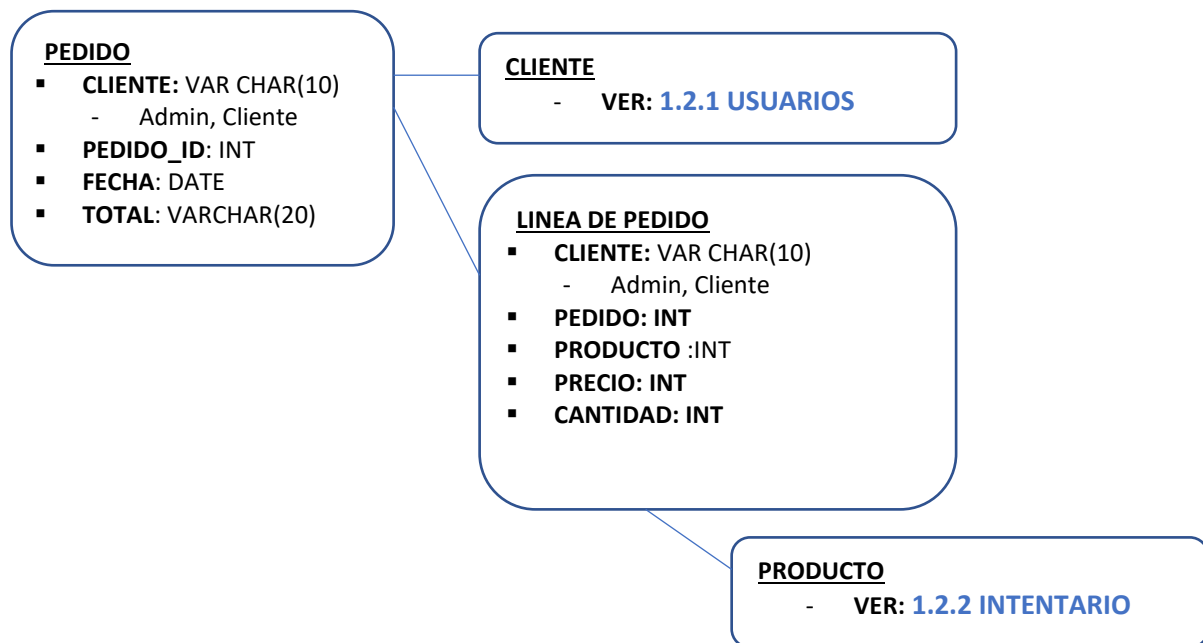 PEDIDO
▪ CLIENTE: VAR CHAR(10)
- Admin, Cliente
▪ PEDIDO_ID: INT
▪ FECHA: DATE
▪ TOTAL: VARCHAR(20)
CLIENTE
- VER: 1.2.1 USUARIOS
LINEA DE PEDIDO
▪ CLIENTE: VAR CHAR(10)
- Admin, Cliente
▪ PEDIDO: INT
▪ PRODUCTO :INT
▪ PRECIO: INT
▪ CANTIDAD: INT
PRODUCTO
- VER: 1.2.2 INTENTARIO